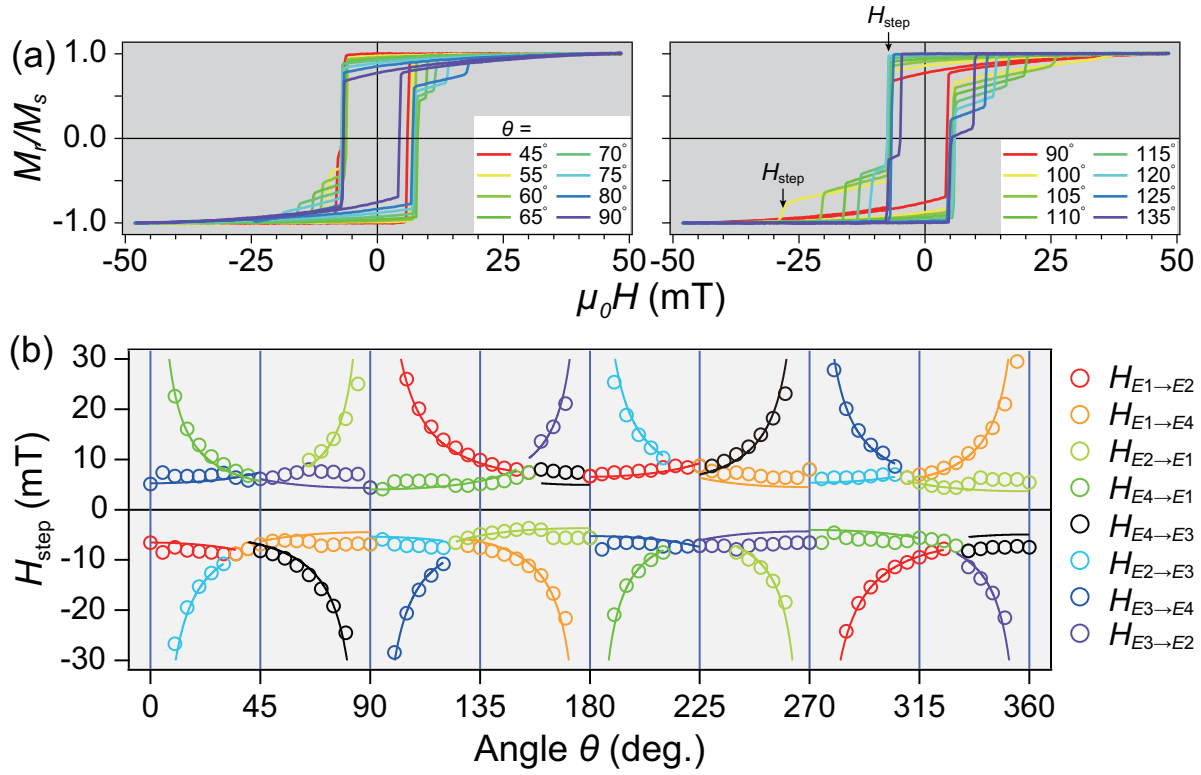 (a)
H_step
H_step
M_r/M_s
1.0
0.0
-1.0
θ =
45°
55°
60°
65°
70°
75°
80°
90°
90°
100°
105°
110°
115°
120°
125°
135°
-50 -25 0 25 50
-50 -25 0 25 50
μ₀H (mT)
(b)
H_step (mT)
30
20
10
0
-10
-20
-30
0 45 90 135 180 225 270 315 360
Angle θ (deg.)
H_E1→E2
H_E1→E4
H_E2→E1
H_E4→E1
H_E4→E3
H_E2→E3
H_E3→E4
H_E3→E2